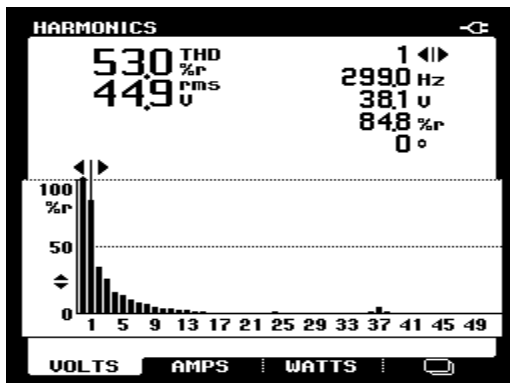 HARMONICS
53.0 THD %r
44.9 rms V
1
299.0 Hz
38.1 V
84.8 %r
0 °
100
%r
50
0
1 5 9 13 17 21 25 29 33 37 41 45 49
VOLTS AMPS WATTS